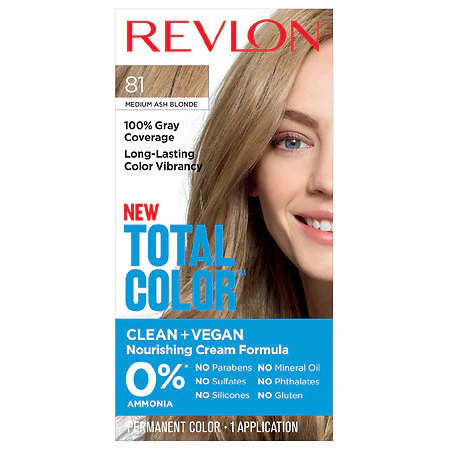 REVLON
81
MEDIUM ASH BLONDE
100% Gray
Coverage
Long-Lasting
Color Vibrancy
NEW
TOTAL
COLOR™
CLEAN + VEGAN
Nourishing Cream Formula
0%*
AMMONIA
NO Parabens NO Mineral Oil
NO Sulfates NO Phthalates
NO Silicones NO Gluten
PERMANENT COLOR • 1 APPLICATION